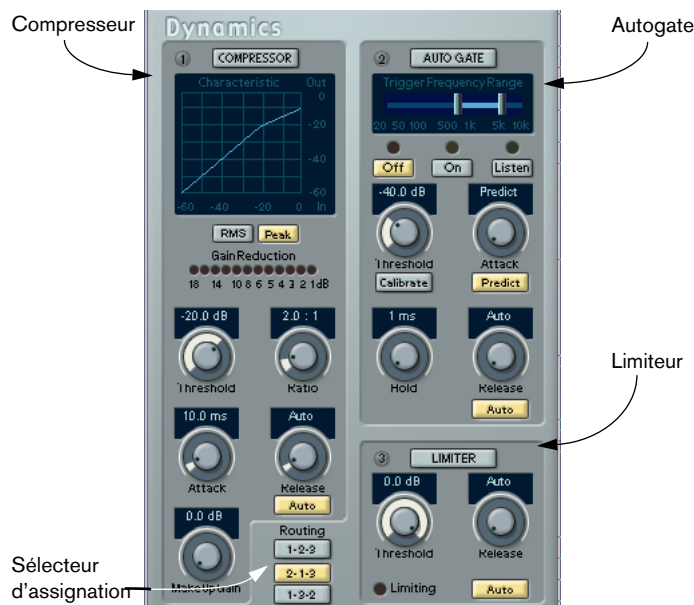 Compresseur
Autogate
Dynamics
1 COMPRESSOR
Characteristic Out
0
-20
-40
-60
-60 -40 -20 0 In
RMS Peak
Gain Reduction
18 14 10 8 6 5 4 3 2 1 dB
-20.0 dB 2.0 : 1
Threshold Ratio
10.0 ms Auto
Attack Release
Auto
0.0 dB
MakeUp Gain
Routing
1-2-3
2-1-3
1-3-2
Sélecteur
d'assignation
2 AUTO GATE
Trigger Frequency Range
20 50 100 500 1k 5k 10k
Off On Listen
-40.0 dB Predict
Threshold Attack
Calibrate Predict
1 ms Auto
Hold Release
Auto
Limiteur
3 LIMITER
0.0 dB Auto
Threshold Release
Limiting Auto